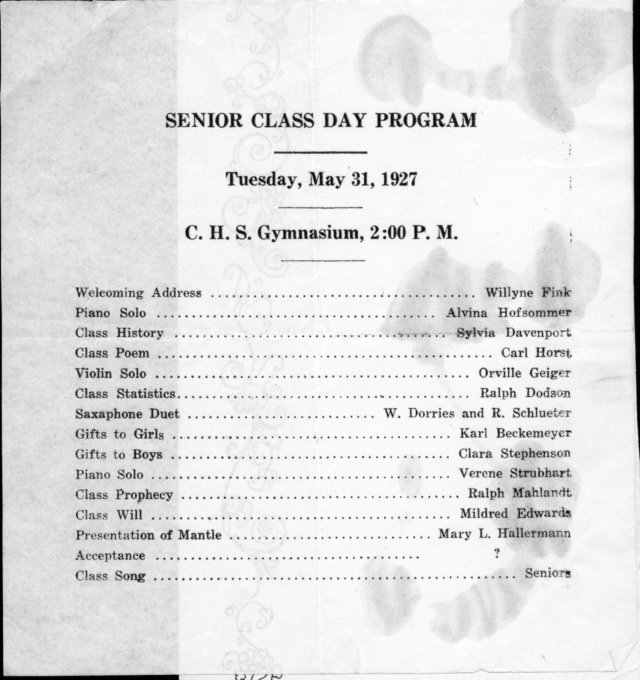 SENIOR CLASS DAY PROGRAM
Tuesday, May 31, 1927
C. H. S. Gymnasium, 2:00 P. M.
Welcoming Address .................................... Willyne Fink
Piano Solo ...................................... Alvina Hofsommer
Class History ..................................... Sylvia Davenport
Class Poem .............................................. Carl Horst
Violin Solo ........................................... Orville Geiger
Class Statistics........................................ Ralph Dodson
Saxaphone Duet ......................... W. Dorries and R. Schlueter
Gifts to Girls ...................................... Karl Beckemeyer
Gifts to Boys ...................................... Clara Stephenson
Piano Solo ......................................... Verene Strubhart
Class Prophecy ...................................... Ralph Mahlandt
Class Will ......................................... Mildred Edwards
Presentation of Mantle ........................... Mary L. Hallermann
Acceptance .................................... ?
Class Song ................................................. Seniors